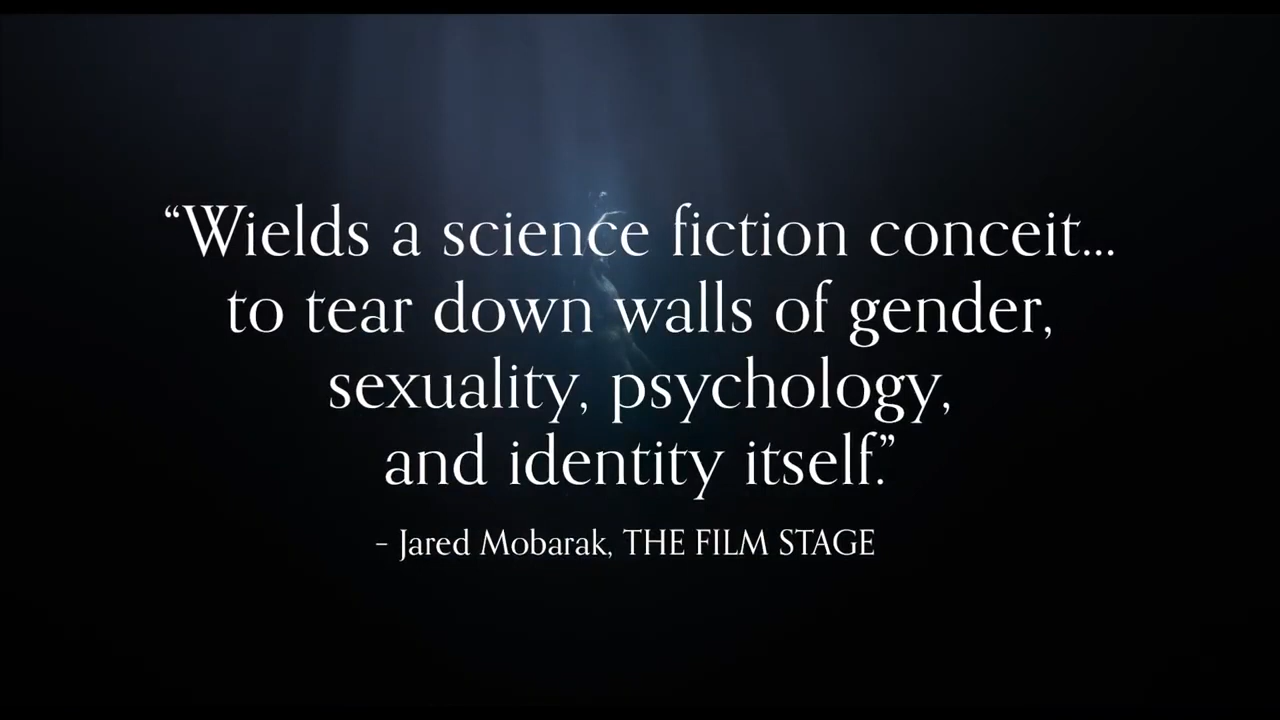 “Wields a science fiction conceit...
to tear down walls of gender,
sexuality, psychology,
and identity itself.”
– Jared Mobarak, THE FILM STAGE